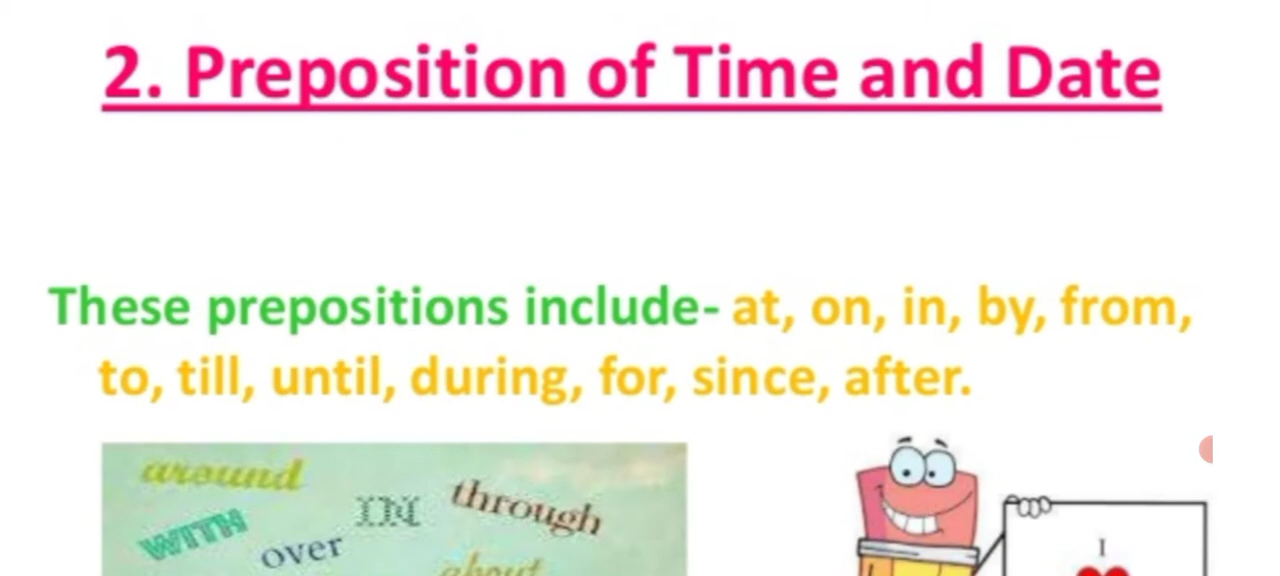 2. Preposition of Time and Date
These prepositions include- at, on, in, by, from,
to, till, until, during, for, since, after.
around
IN
through
WITH
over
about
I